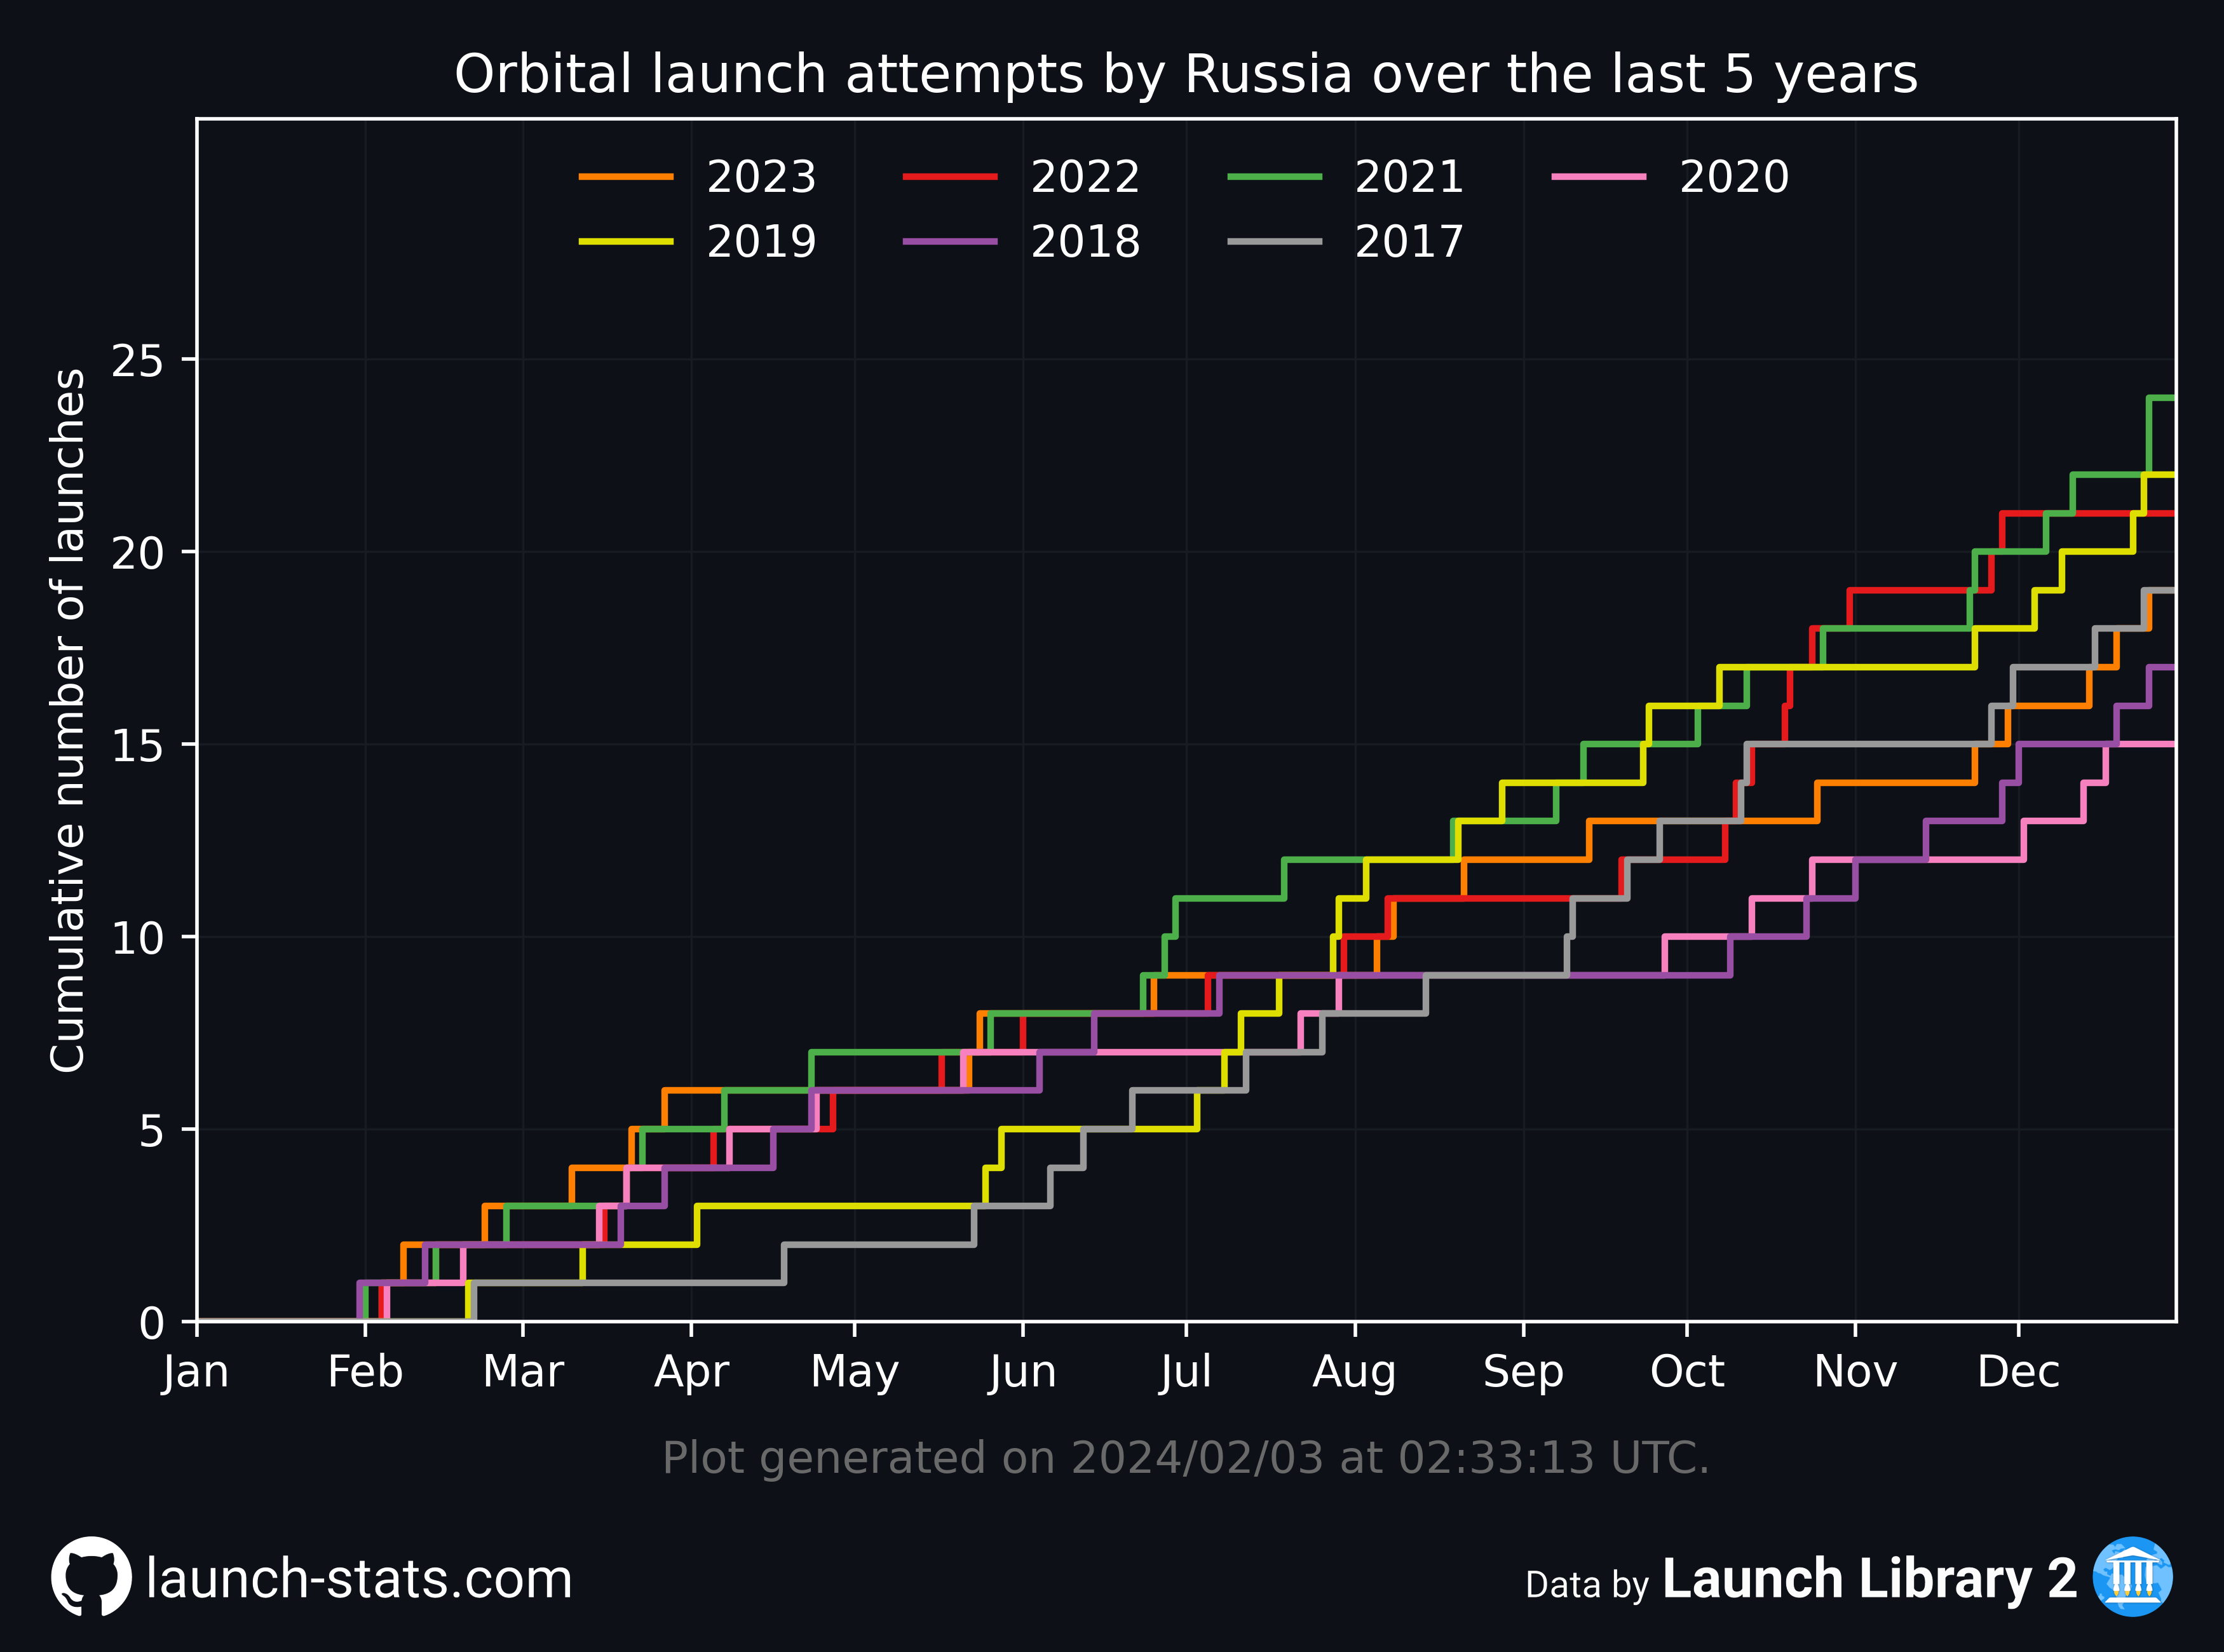 Orbital launch attempts by Russia over the last 5 years
2023 2022 2021 2020
2019 2018 2017
Cumulative number of launches
25
20
15
10
5
0
Jan Feb Mar Apr May Jun Jul Aug Sep Oct Nov Dec
Plot generated on 2024/02/03 at 02:33:13 UTC.
launch-stats.com
Data by Launch Library 2